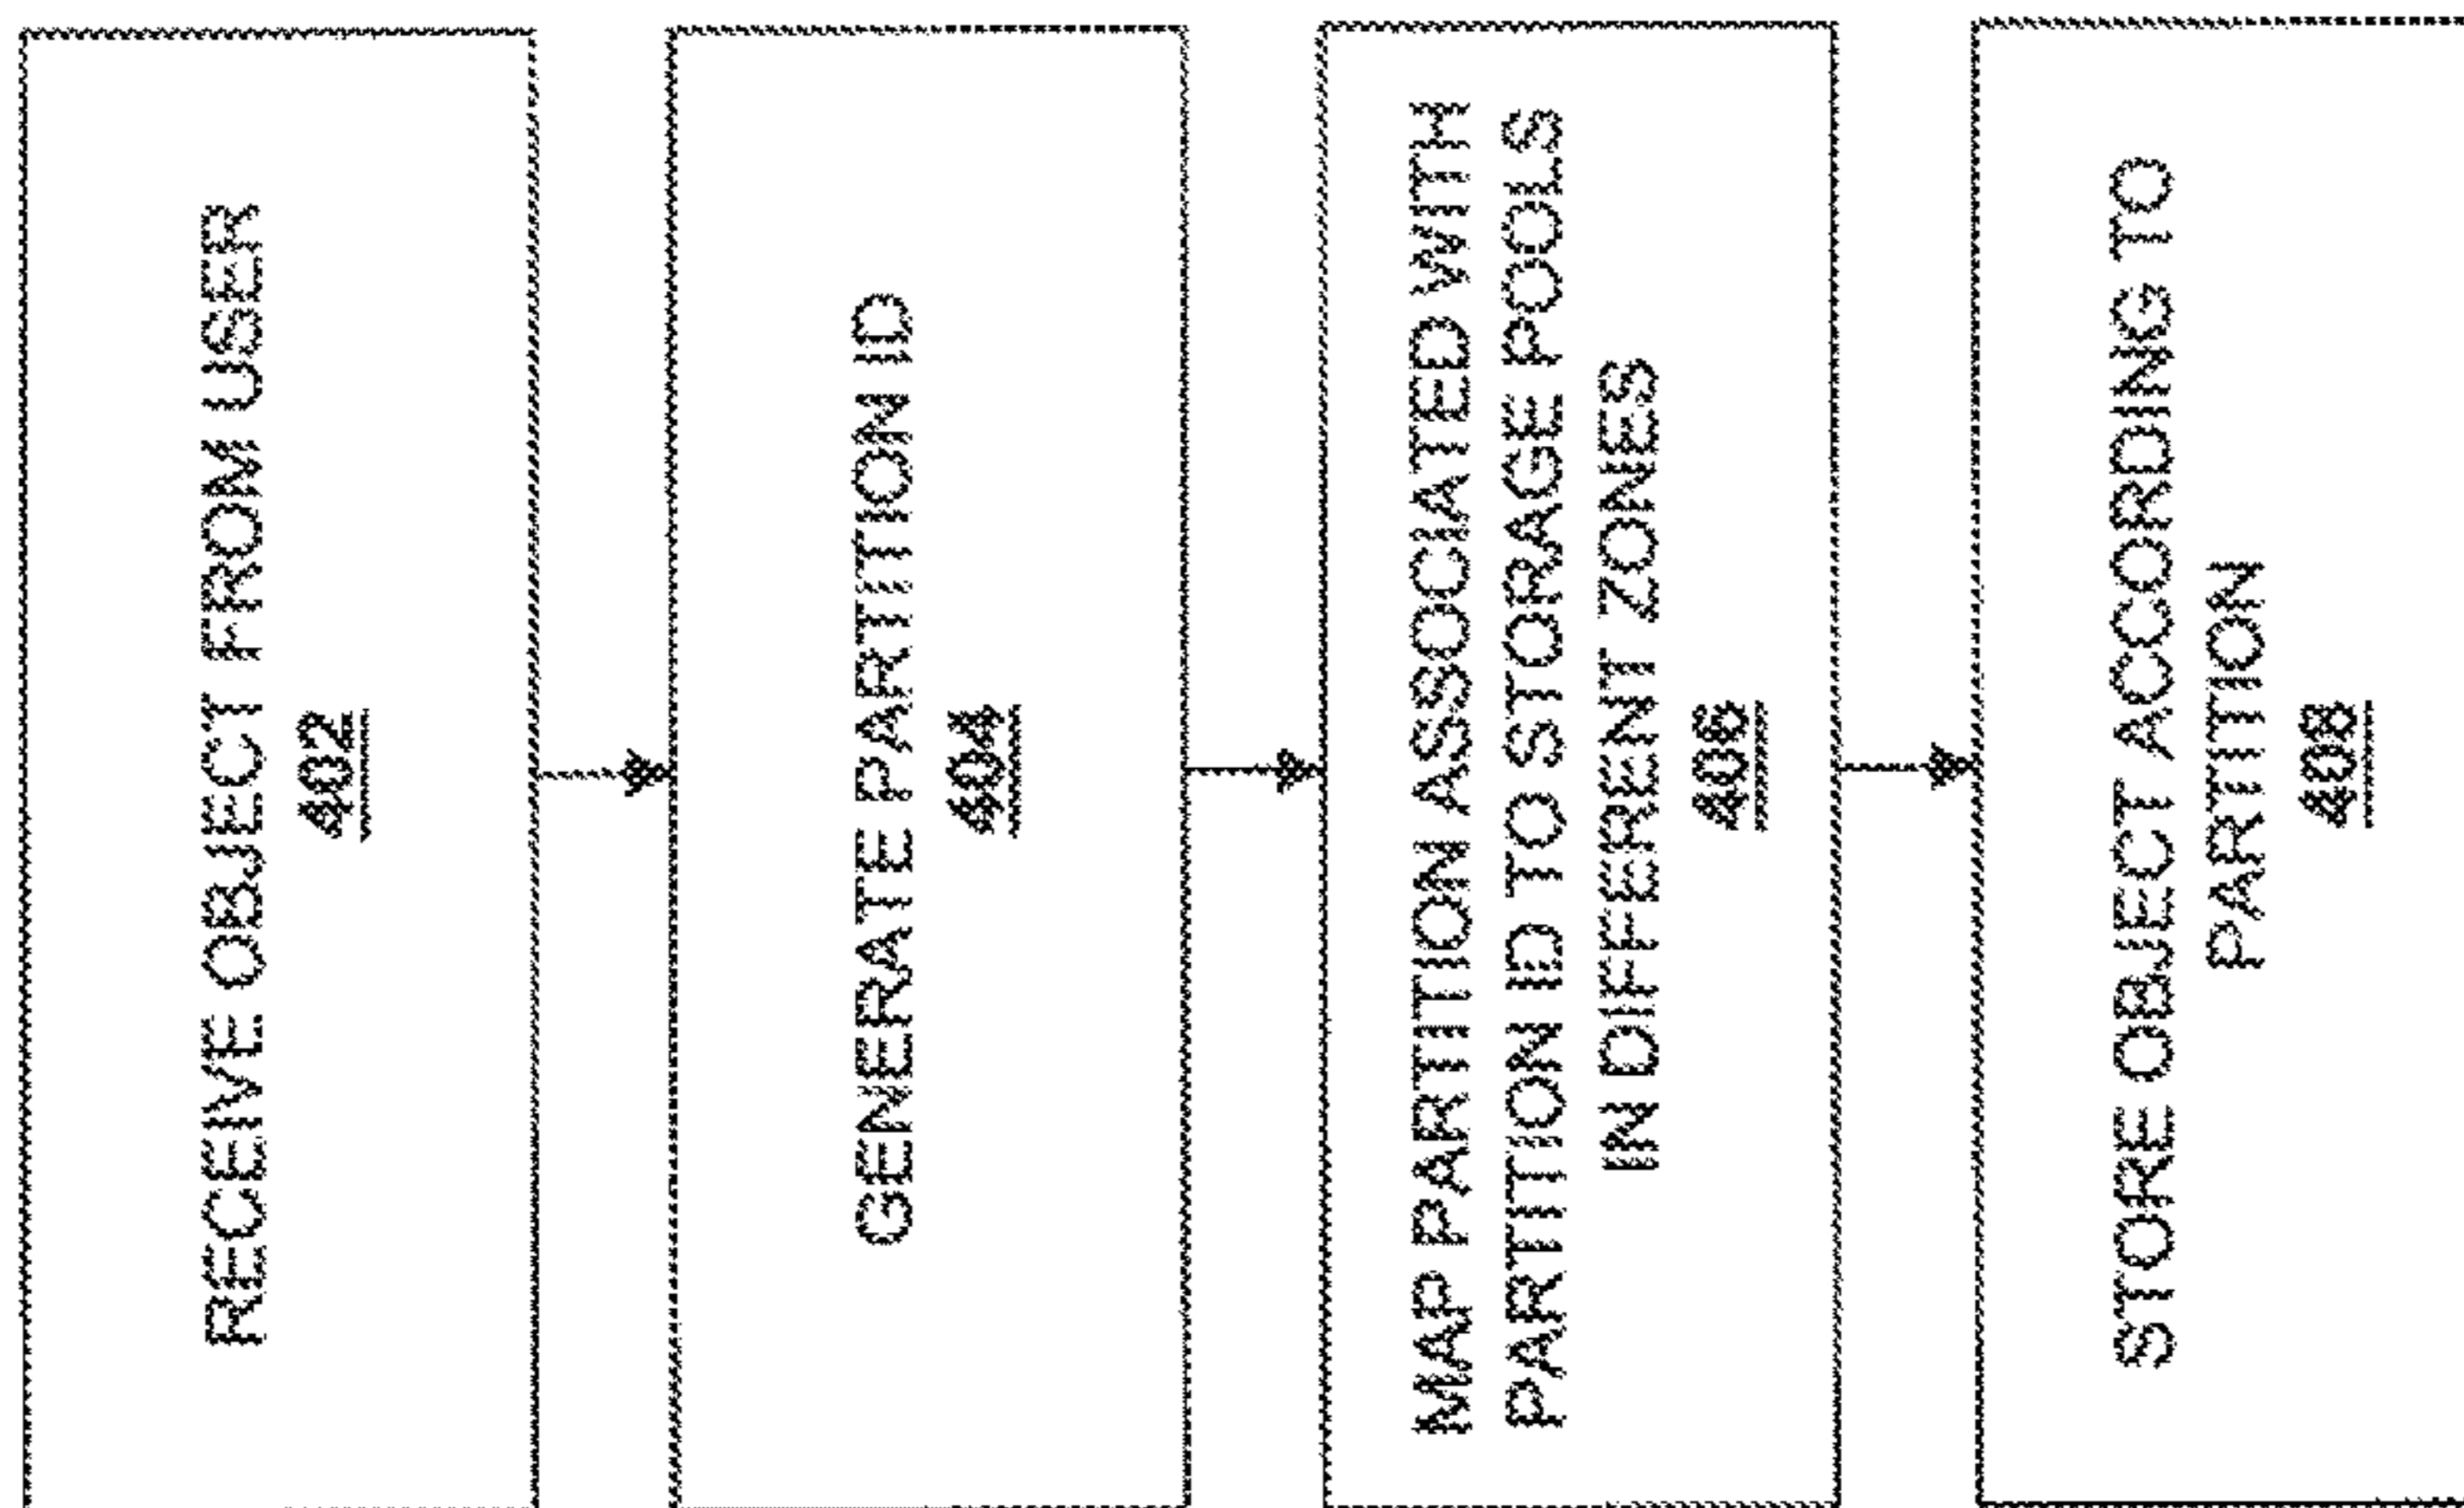 RECEIVE OBJECT FROM USER
402
GENERATE PARTITION ID
404
MAP PARTITION ASSOCIATED WITH
PARTITION ID TO STORAGE POOLS
IN DIFFERENT ZONES
406
STORE OBJECT ACCORDING TO
PARTITION
408